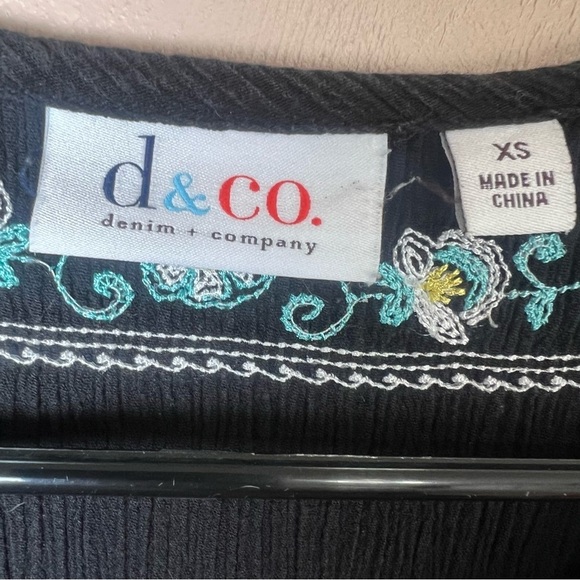 d&co.
denim + company
XS
MADE IN
CHINA